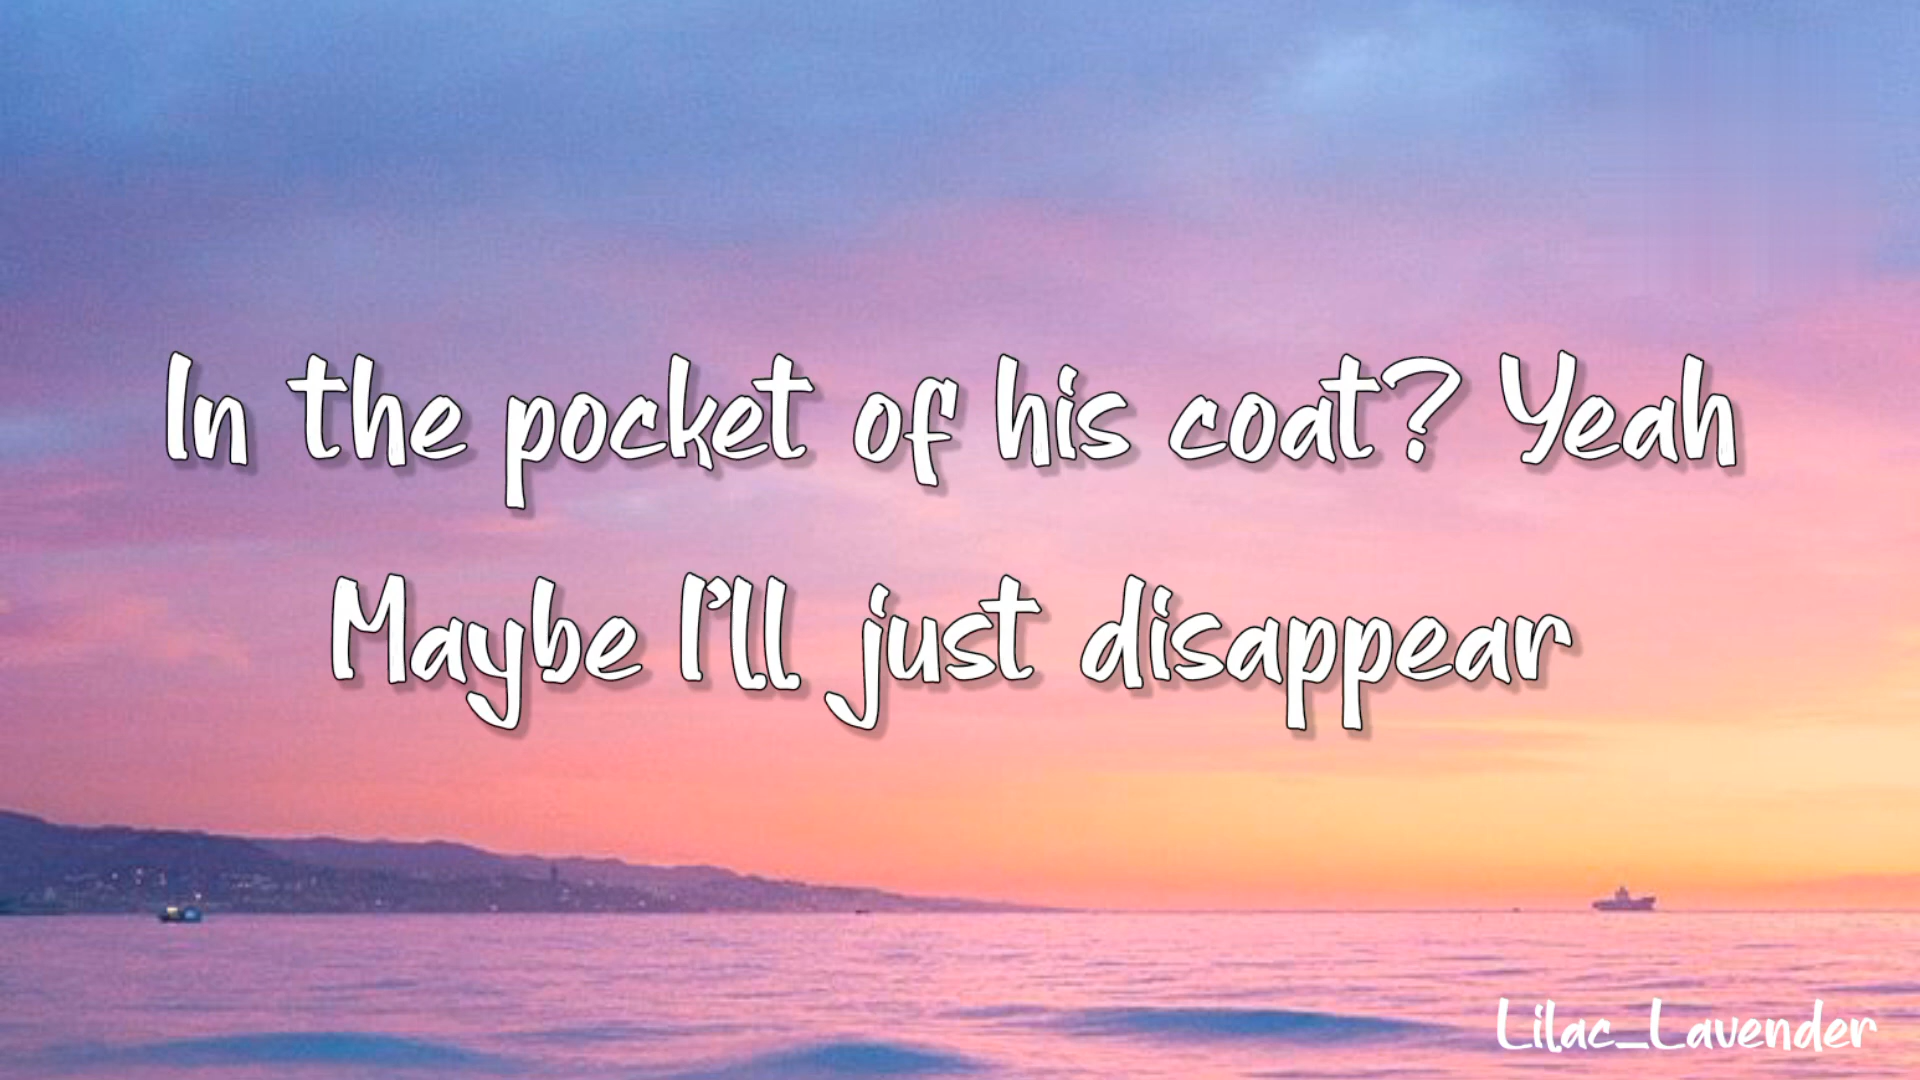 In the pocket of his coat? Yeah
Maybe I'll just disappear
Lilac_Lavender